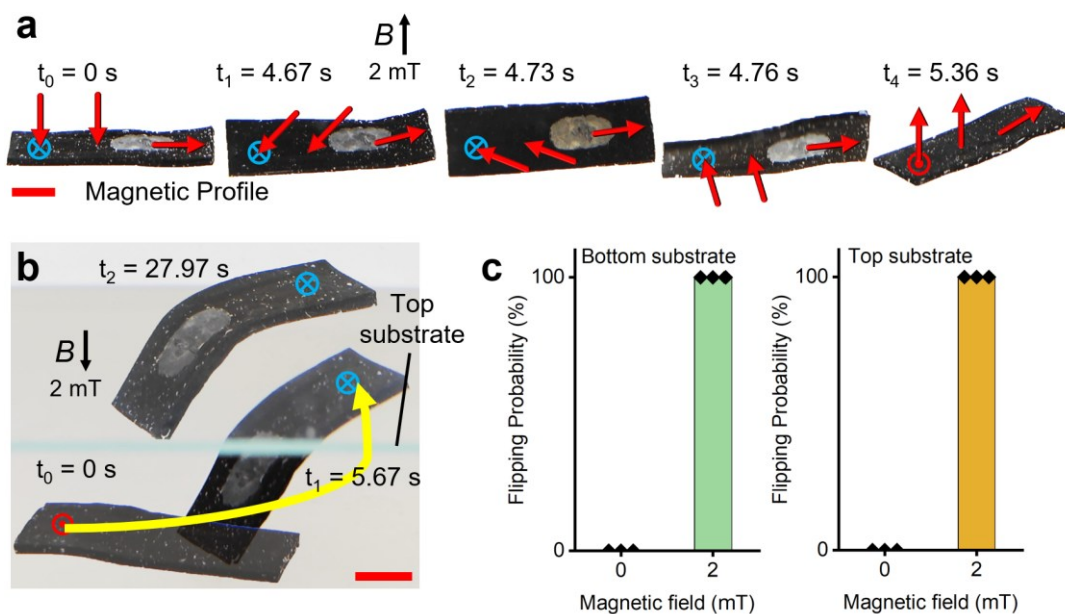 a
B
2 mT
t0 = 0 s
t1 = 4.67 s
t2 = 4.73 s
t3 = 4.76 s
t4 = 5.36 s
Magnetic Profile
b
t2 = 27.97 s
Top
substrate
B
2 mT
t0 = 0 s
t1 = 5.67 s
c
Bottom substrate
100
0
Flipping Probability (%)
0
2
Magnetic field (mT)
Top substrate
100
0
Flipping Probability (%)
0
2
Magnetic field (mT)